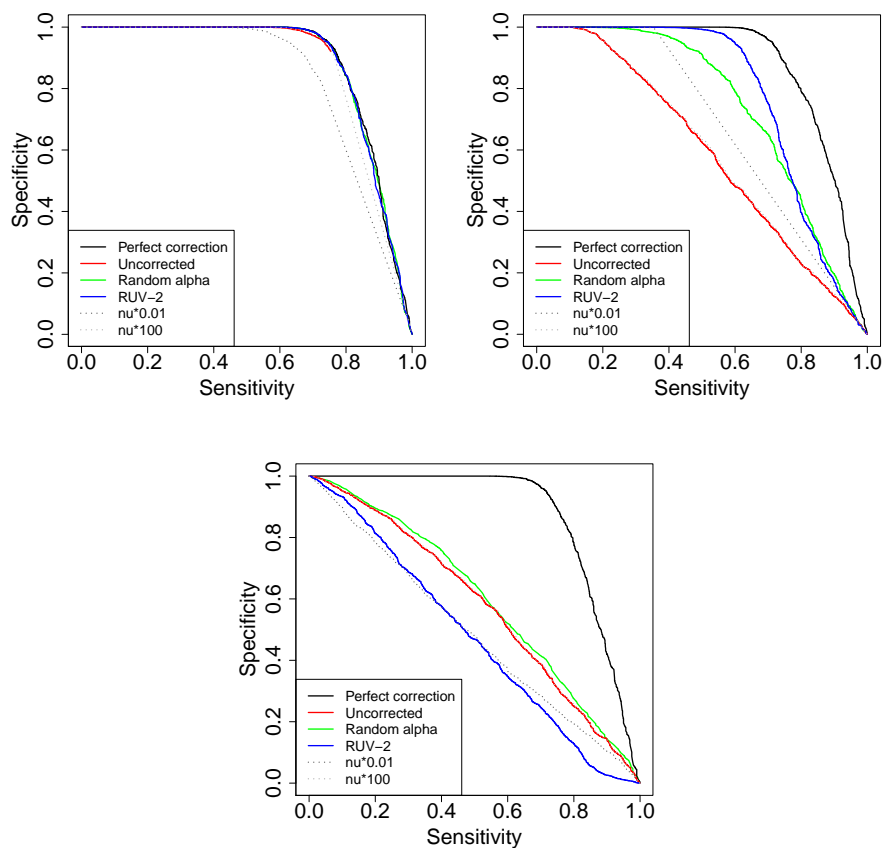 Specificity
0.0 0.2 0.4 0.6 0.8 1.0
Perfect correction
Uncorrected
Random alpha
RUV−2
nu*0.01
nu*100
0.0 0.2 0.4 0.6 0.8 1.0
Sensitivity
Specificity
0.0 0.2 0.4 0.6 0.8 1.0
Perfect correction
Uncorrected
Random alpha
RUV−2
nu*0.01
nu*100
0.0 0.2 0.4 0.6 0.8 1.0
Sensitivity
Specificity
0.0 0.2 0.4 0.6 0.8 1.0
Perfect correction
Uncorrected
Random alpha
RUV−2
nu*0.01
nu*100
0.0 0.2 0.4 0.6 0.8 1.0
Sensitivity